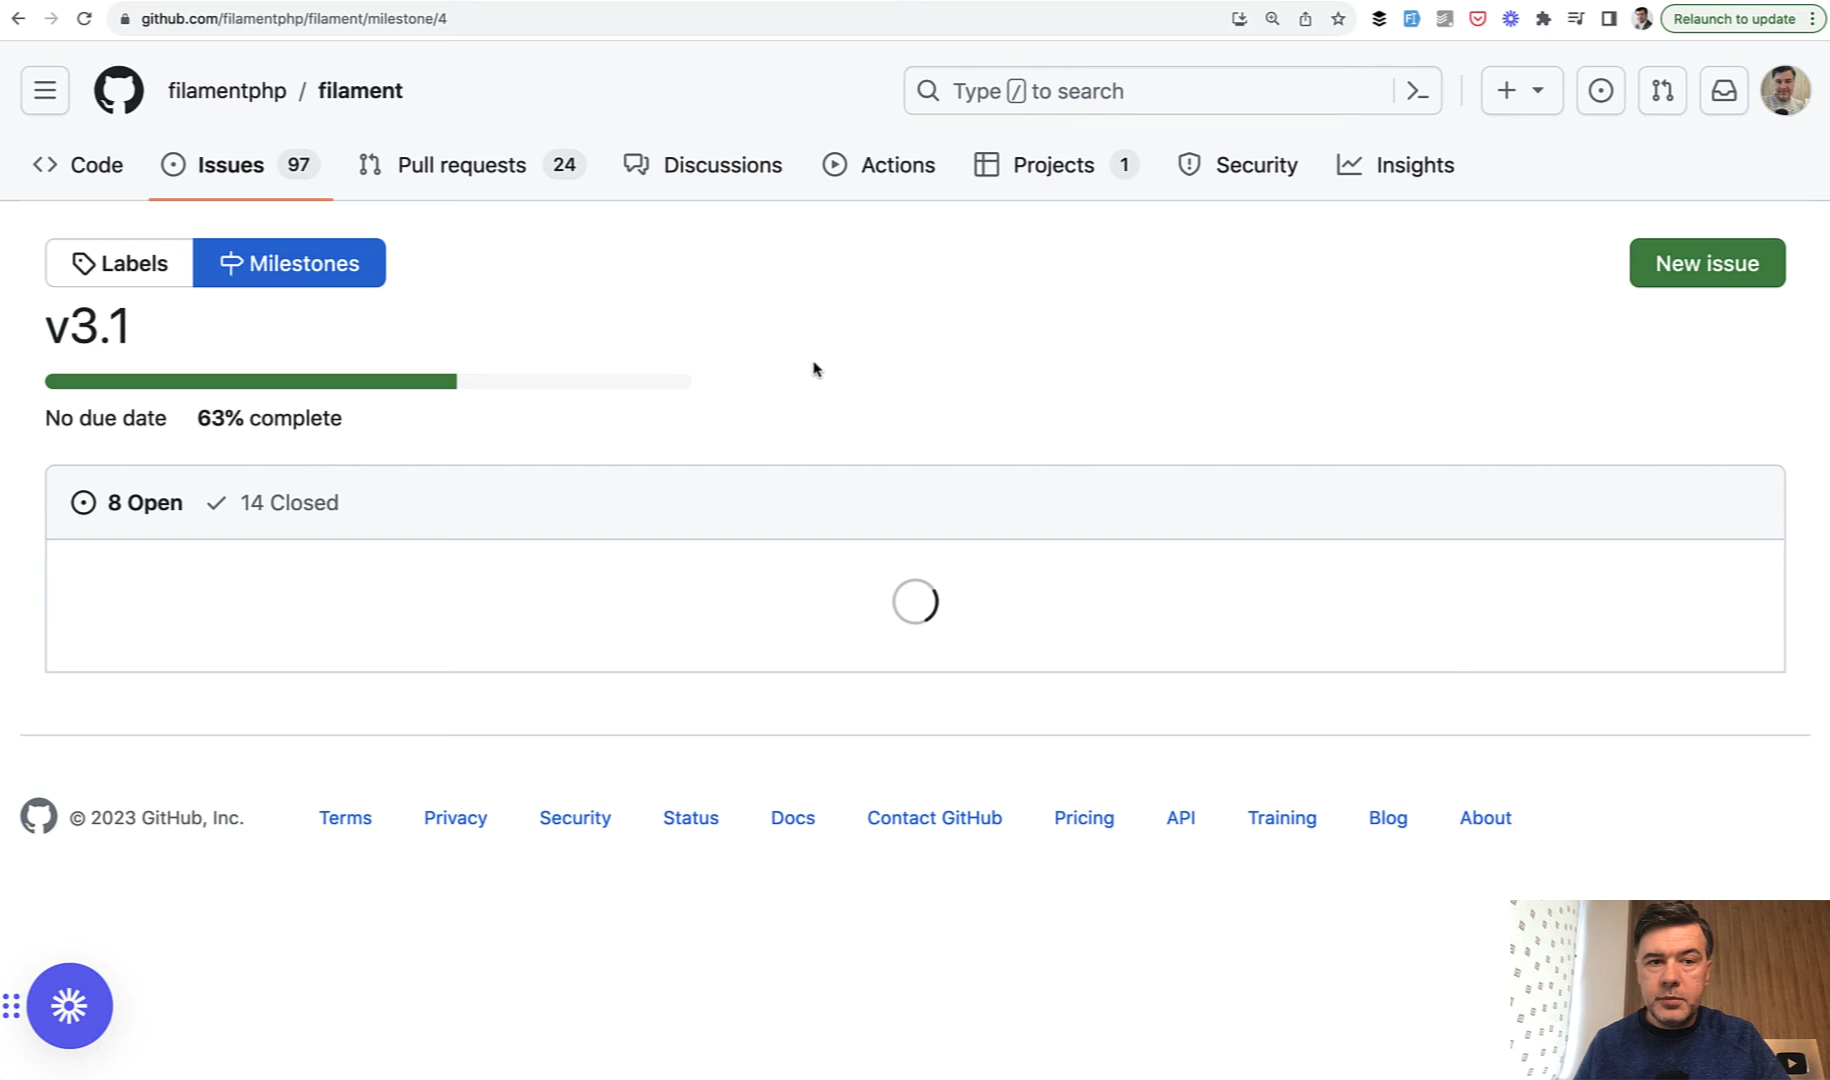 github.com/filamentphp/filament/milestone/4
Relaunch to update
filamentphp / filament
Type / to search
Code
Issues 97
Pull requests 24
Discussions
Actions
Projects 1
Security
Insights
Labels
Milestones
New issue
v3.1
No due date 63% complete
8 Open 14 Closed
© 2023 GitHub, Inc. Terms Privacy Security Status Docs Contact GitHub Pricing API Training Blog About